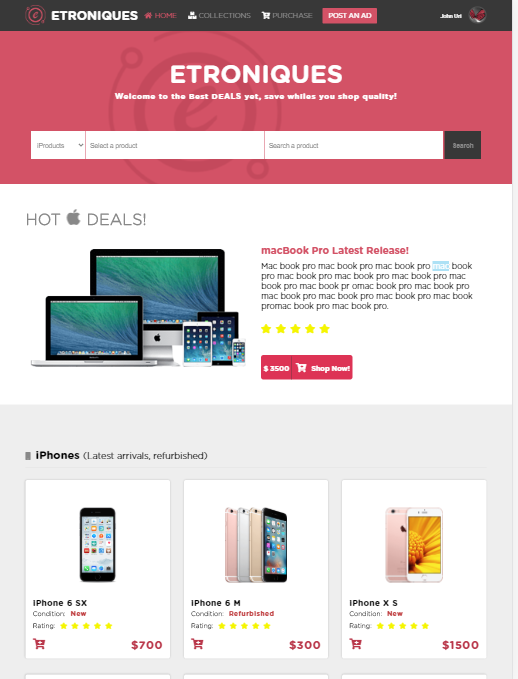 ETRONIQUES HOME COLLECTIONS PURCHASE POST AN AD John Uri
ETRONIQUES
Welcome to the Best DEALS yet, save whiles you shop quality!
iProducts Select a product Search a product Search
HOT DEALS!
macBook Pro Latest Release!
Mac book pro mac book pro mac book pro mac book
pro mac book pro mac book pro mac book pro mac
book pro mac book pr omac book pro mac book pro
mac book pro mac book pro mac book pro mac book
promac book pro mac book pro.
$ 3500 Shop Now!
iPhones (Latest arrivals, refurbished)
iPhone 6 SX
Condition: New
Rating:
$700
iPhone 6 M
Condition: Refurbished
Rating:
$300
iPhone X S
Condition: New
Rating:
$1500